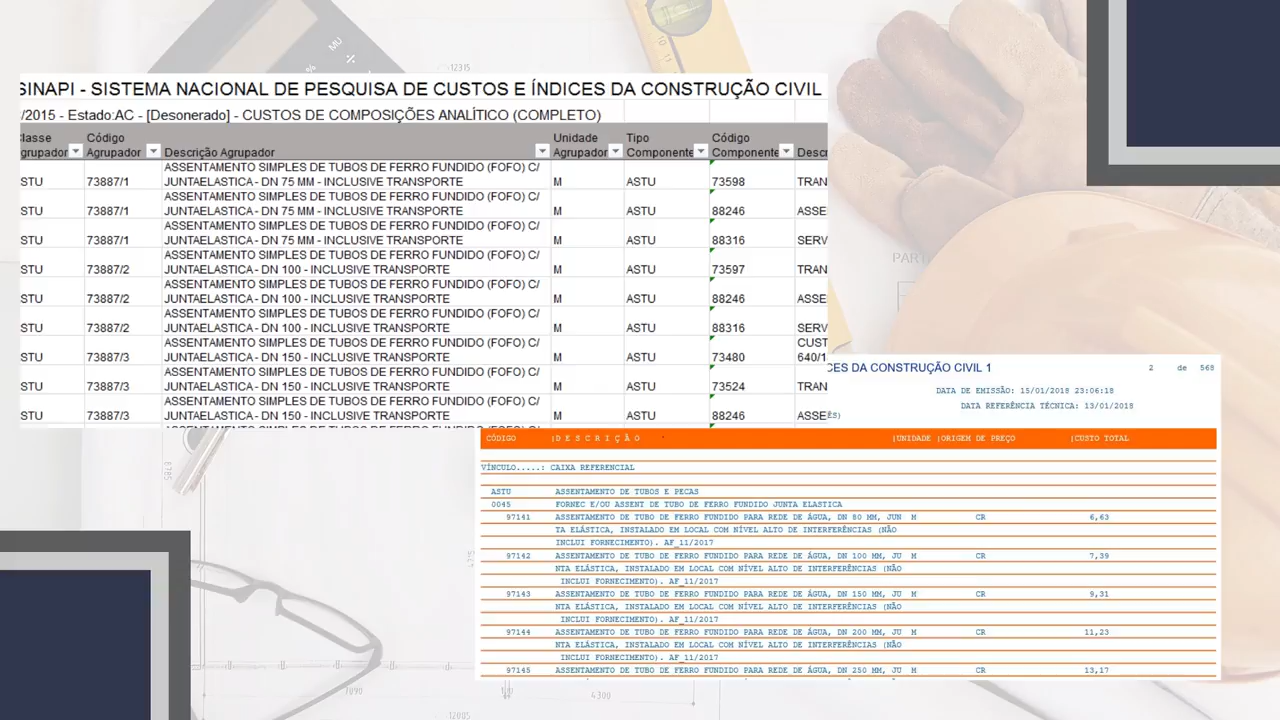 SINAPI - SISTEMA NACIONAL DE PESQUISA DE CUSTOS E ÍNDICES DA CONSTRUÇÃO CIVIL
/2015 - Estado:AC - [Desonerado] - CUSTOS DE COMPOSIÇÕES ANALÍTICO (COMPLETO)
Classe Código Unidade Tipo Código
Agrupador Agrupador Descrição Agrupador Agrupador Componente Componente Descr
ASSENTAMENTO SIMPLES DE TUBOS DE FERRO FUNDIDO (FOFO) C/
ASTU 73887/1 JUNTAELASTICA - DN 75 MM - INCLUSIVE TRANSPORTE M ASTU 73598 TRAN
ASSENTAMENTO SIMPLES DE TUBOS DE FERRO FUNDIDO (FOFO) C/
ASTU 73887/1 JUNTAELASTICA - DN 75 MM - INCLUSIVE TRANSPORTE M ASTU 88246 ASSE
ASSENTAMENTO SIMPLES DE TUBOS DE FERRO FUNDIDO (FOFO) C/
ASTU 73887/1 JUNTAELASTICA - DN 75 MM - INCLUSIVE TRANSPORTE M ASTU 88316 SERV
ASSENTAMENTO SIMPLES DE TUBOS DE FERRO FUNDIDO (FOFO) C/
ASTU 73887/2 JUNTAELASTICA - DN 100 - INCLUSIVE TRANSPORTE M ASTU 73597 TRAN
ASSENTAMENTO SIMPLES DE TUBOS DE FERRO FUNDIDO (FOFO) C/
ASTU 73887/2 JUNTAELASTICA - DN 100 - INCLUSIVE TRANSPORTE M ASTU 88246 ASSE
ASSENTAMENTO SIMPLES DE TUBOS DE FERRO FUNDIDO (FOFO) C/
ASTU 73887/2 JUNTAELASTICA - DN 100 - INCLUSIVE TRANSPORTE M ASTU 88316 SERV
ASSENTAMENTO SIMPLES DE TUBOS DE FERRO FUNDIDO (FOFO) C/ CUST
ASTU 73887/3 JUNTAELASTICA - DN 150 - INCLUSIVE TRANSPORTE M ASTU 73480 640/1
ASSENTAMENTO SIMPLES DE TUBOS DE FERRO FUNDIDO (FOFO) C/
ASTU 73887/3 JUNTAELASTICA - DN 150 - INCLUSIVE TRANSPORTE M ASTU 73524 TRAN
ASSENTAMENTO SIMPLES DE TUBOS DE FERRO FUNDIDO (FOFO) C/
ASTU 73887/3 JUNTAELASTICA - DN 150 - INCLUSIVE TRANSPORTE M ASTU 88246 ASSE
CES DA CONSTRUÇÃO CIVIL 1 2 de 568
DATA DE EMISSÃO: 15/01/2018 23:06:18
DATA REFERÊNCIA TÉCNICA: 13/01/2018
ÊS)
CÓDIGO |D E S C R I Ç Ã O |UNIDADE |ORIGEM DE PREÇO |CUSTO TOTAL
VÍNCULO.....: CAIXA REFERENCIAL
ASTU ASSENTAMENTO DE TUBOS E PECAS
0045 FORNEC E/OU ASSENT DE TUBO DE FERRO FUNDIDO JUNTA ELASTICA
97141 ASSENTAMENTO DE TUBO DE FERRO FUNDIDO PARA REDE DE ÁGUA, DN 80 MM, JUN M CR 6,63
TA ELÁSTICA, INSTALADO EM LOCAL COM NÍVEL ALTO DE INTERFERÊNCIAS (NÃO
INCLUI FORNECIMENTO). AF_11/2017
97142 ASSENTAMENTO DE TUBO DE FERRO FUNDIDO PARA REDE DE ÁGUA, DN 100 MM, JU M CR 7,39
NTA ELÁSTICA, INSTALADO EM LOCAL COM NÍVEL ALTO DE INTERFERÊNCIAS (NÃO
INCLUI FORNECIMENTO). AF_11/2017
97143 ASSENTAMENTO DE TUBO DE FERRO FUNDIDO PARA REDE DE ÁGUA, DN 150 MM, JU M CR 9,31
NTA ELÁSTICA, INSTALADO EM LOCAL COM NÍVEL ALTO DE INTERFERÊNCIAS (NÃO
INCLUI FORNECIMENTO). AF_11/2017
97144 ASSENTAMENTO DE TUBO DE FERRO FUNDIDO PARA REDE DE ÁGUA, DN 200 MM, JU M CR 11,23
NTA ELÁSTICA, INSTALADO EM LOCAL COM NÍVEL ALTO DE INTERFERÊNCIAS (NÃO
INCLUI FORNECIMENTO). AF_11/2017
97145 ASSENTAMENTO DE TUBO DE FERRO FUNDIDO PARA REDE DE ÁGUA, DN 250 MM, JU M CR 13,17
MU
%
12315
PART
4300
12005